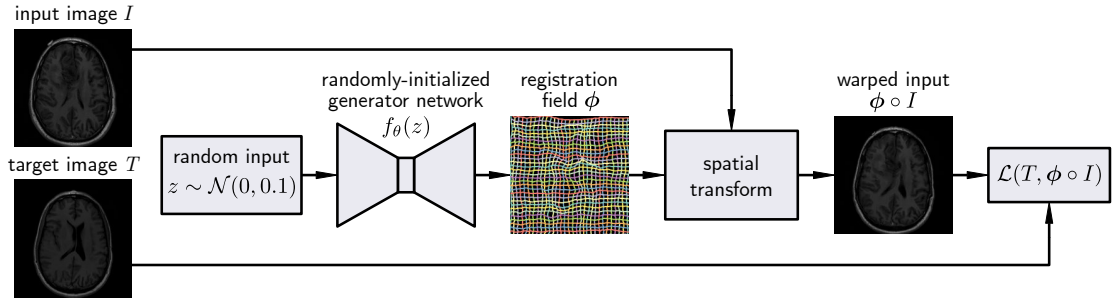 input image I
target image T
random input
z ∼ 𝒩(0, 0.1)
randomly-initialized
generator network
f_θ(z)
registration
field ϕ
spatial
transform
warped input
ϕ ∘ I
ℒ(T, ϕ ∘ I)